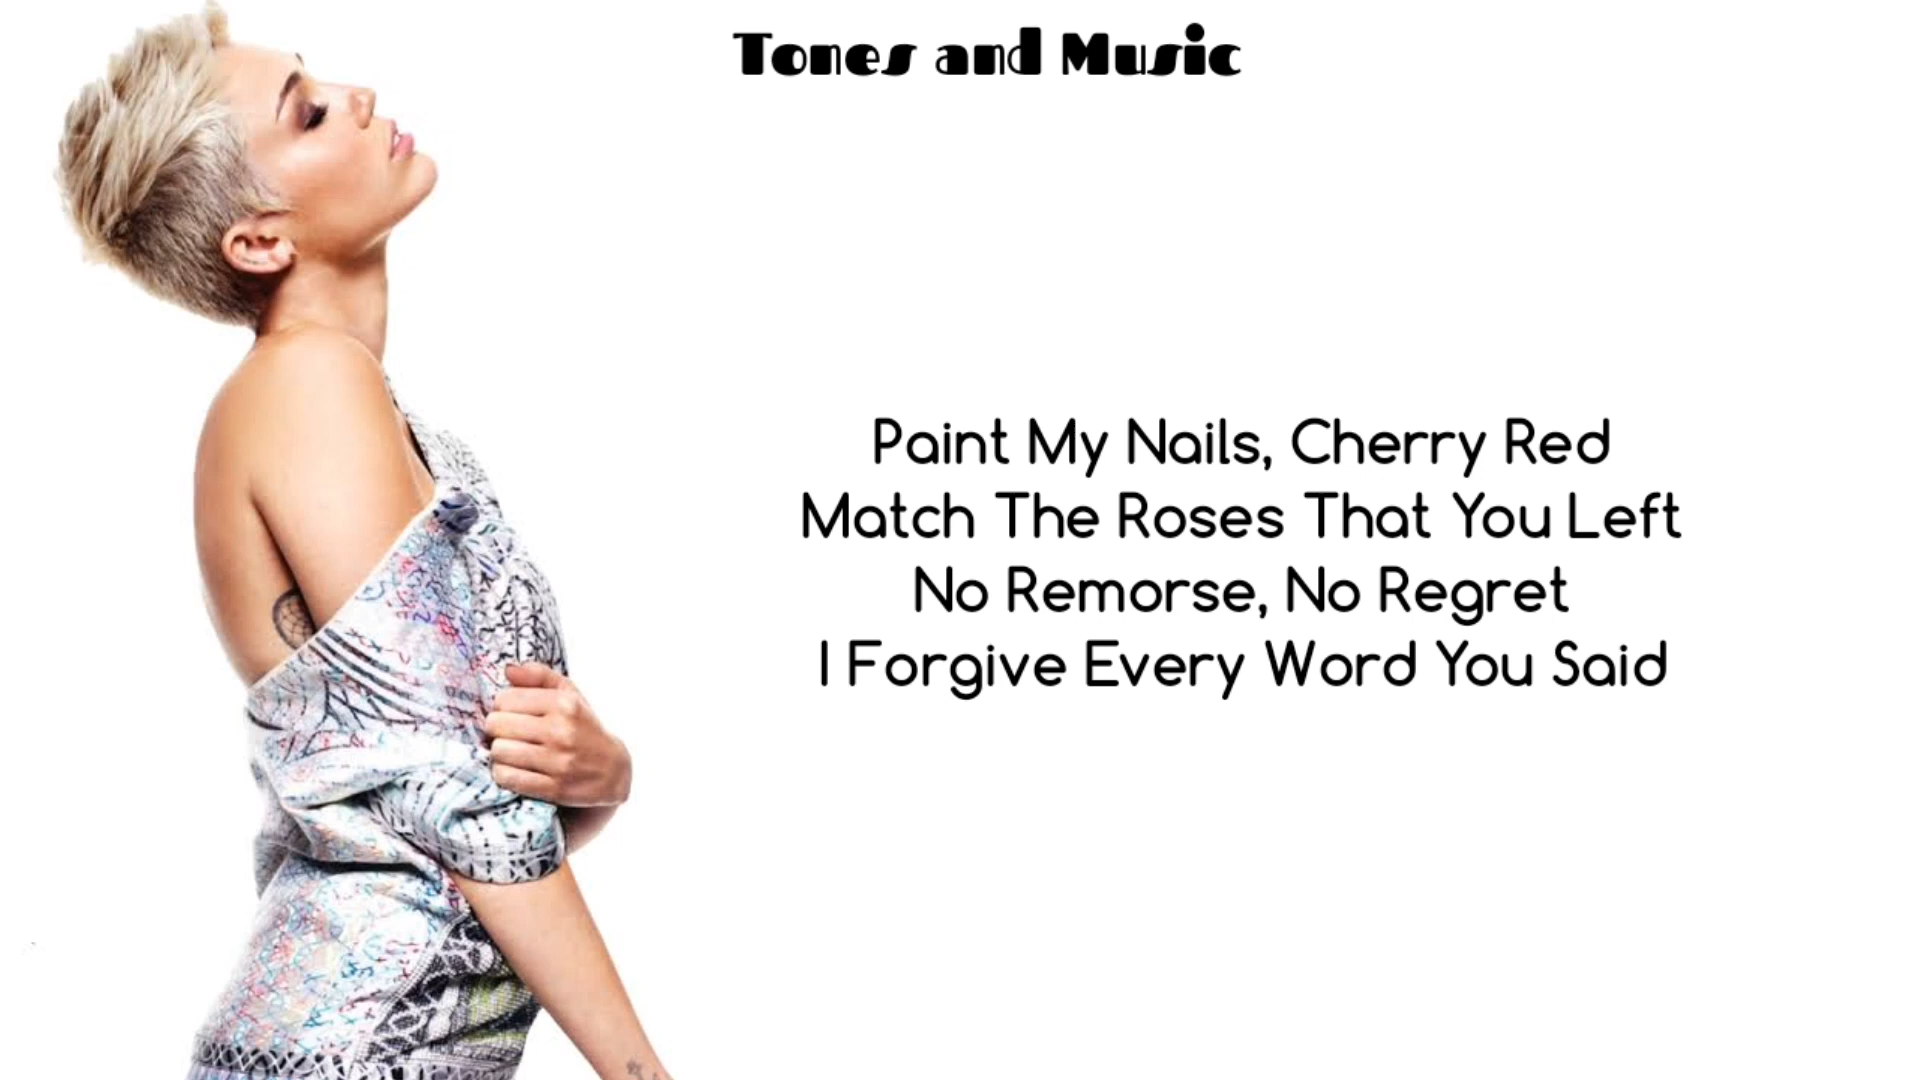 Tones and Music
Paint My Nails, Cherry Red
Match The Roses That You Left
No Remorse, No Regret
I Forgive Every Word You Said